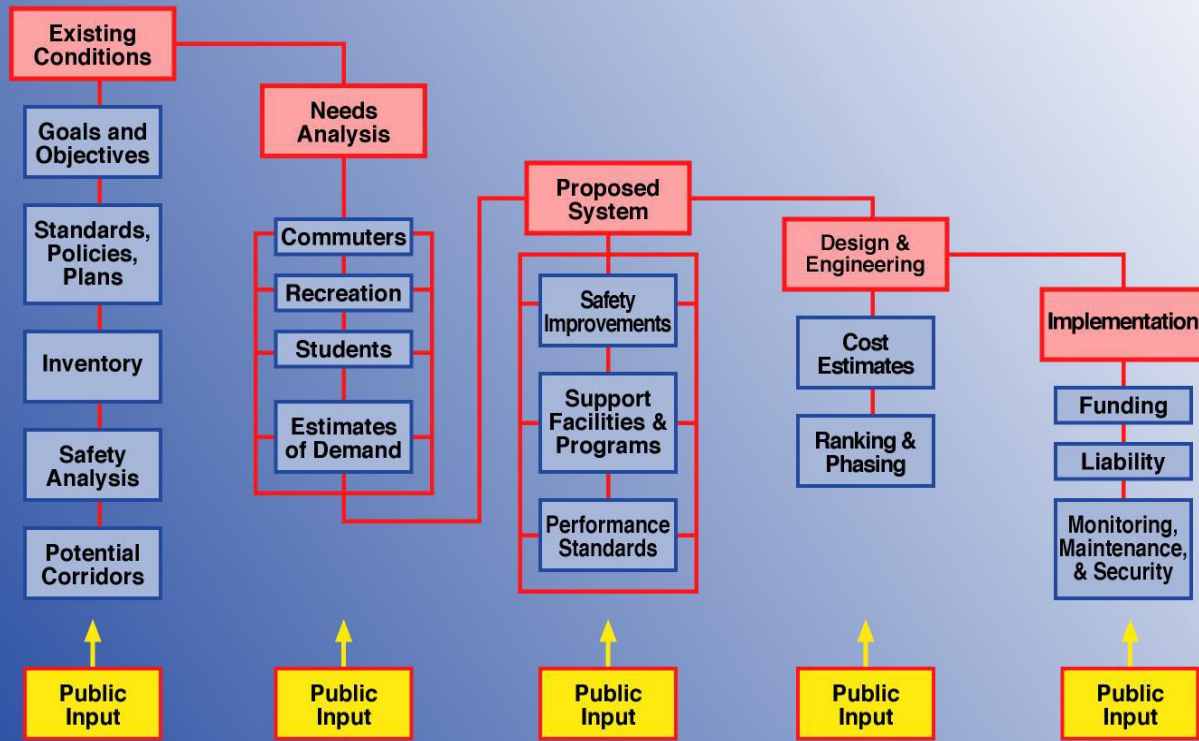 Existing
Conditions
Goals and
Objectives
Standards,
Policies,
Plans
Inventory
Safety
Analysis
Potential
Corridors
Public
Input
Needs
Analysis
Commuters
Recreation
Students
Estimates
of Demand
Public
Input
Proposed
System
Safety
Improvements
Support
Facilities &
Programs
Performance
Standards
Public
Input
Design &
Engineering
Cost
Estimates
Ranking &
Phasing
Public
Input
Implementation
Funding
Liability
Monitoring,
Maintenance,
& Security
Public
Input